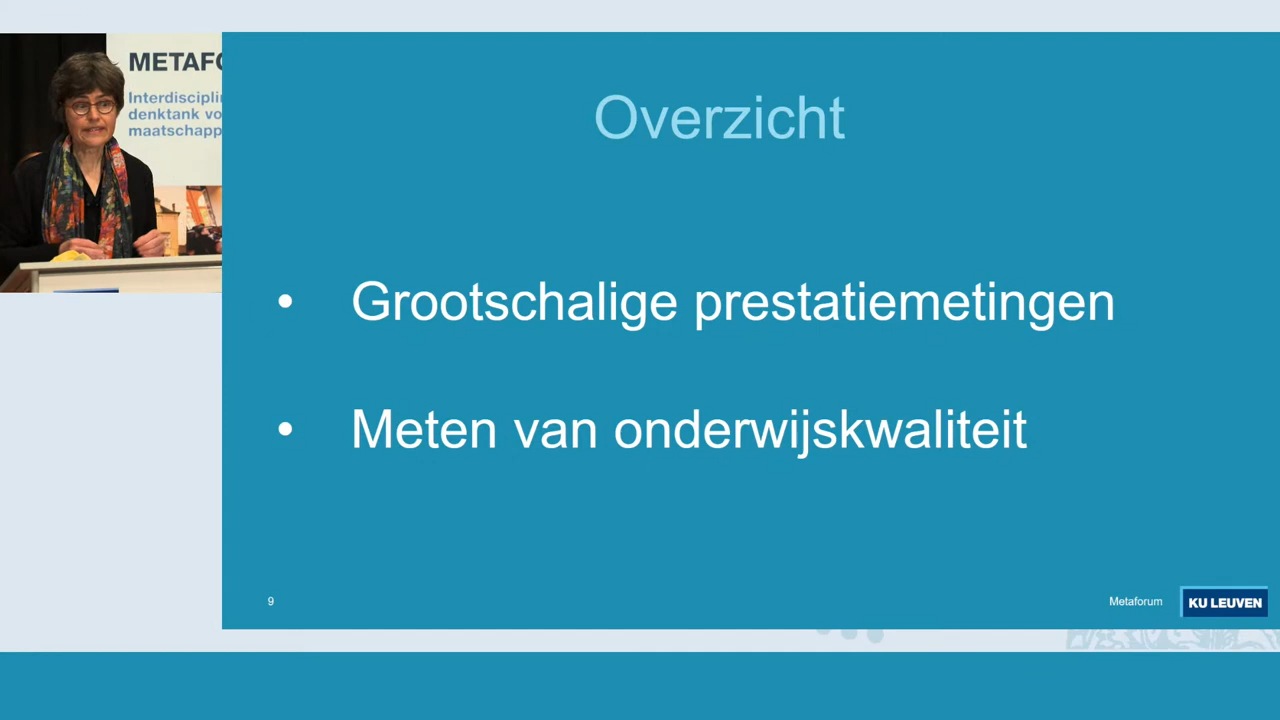 METAFO
Interdiscipli
denktank vo
maatschapp
Overzicht
• Grootschalige prestatiemetingen
• Meten van onderwijskwaliteit
9
Metaforum
KU LEUVEN